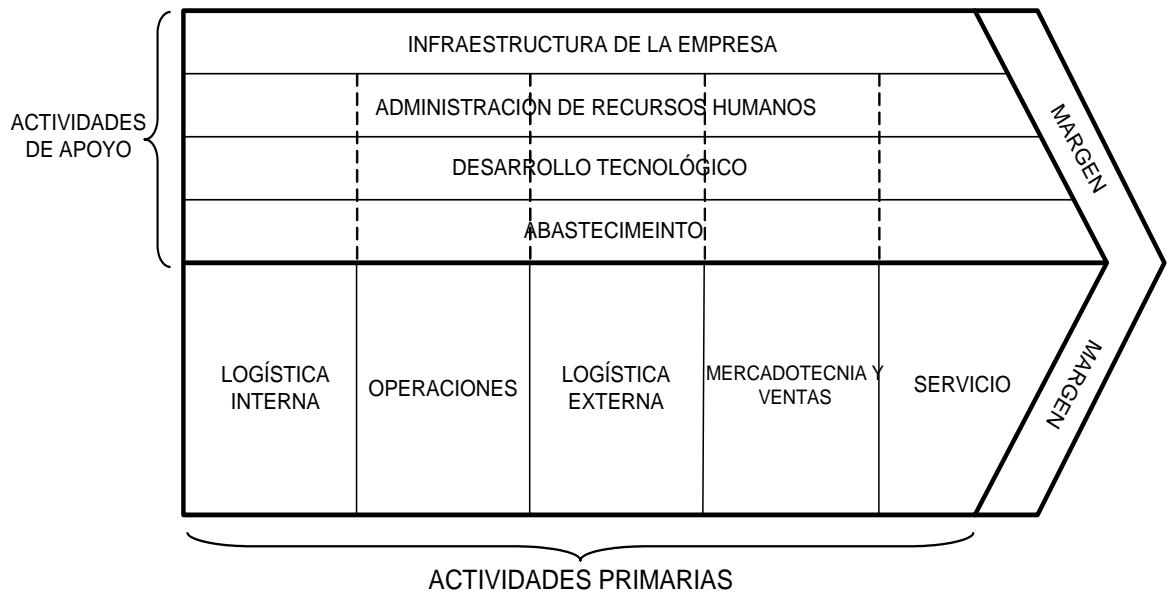 INFRAESTRUCTURA DE LA EMPRESA
ADMINISTRACIÓN DE RECURSOS HUMANOS
DESARROLLO TECNOLÓGICO
ABASTECIMEINTO
ACTIVIDADES
DE APOYO
MARGEN
LOGÍSTICA
INTERNA
OPERACIONES
LOGÍSTICA
EXTERNA
MERCADOTECNIA Y
VENTAS
SERVICIO
MARGEN
ACTIVIDADES PRIMARIAS